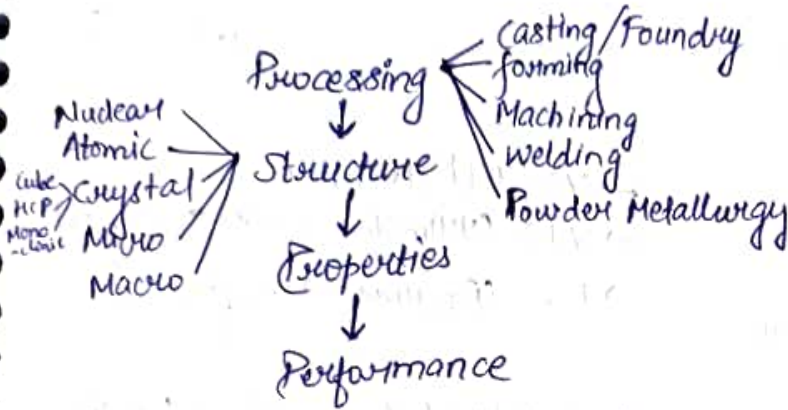 Processing
Casting/Foundry
forming
Machining
Welding
Powder Metallurgy
Structure
Nuclear
Atomic
Crystal
Cube
HCP
Mono
-clinic
Micro
Macro
Properties
Performance